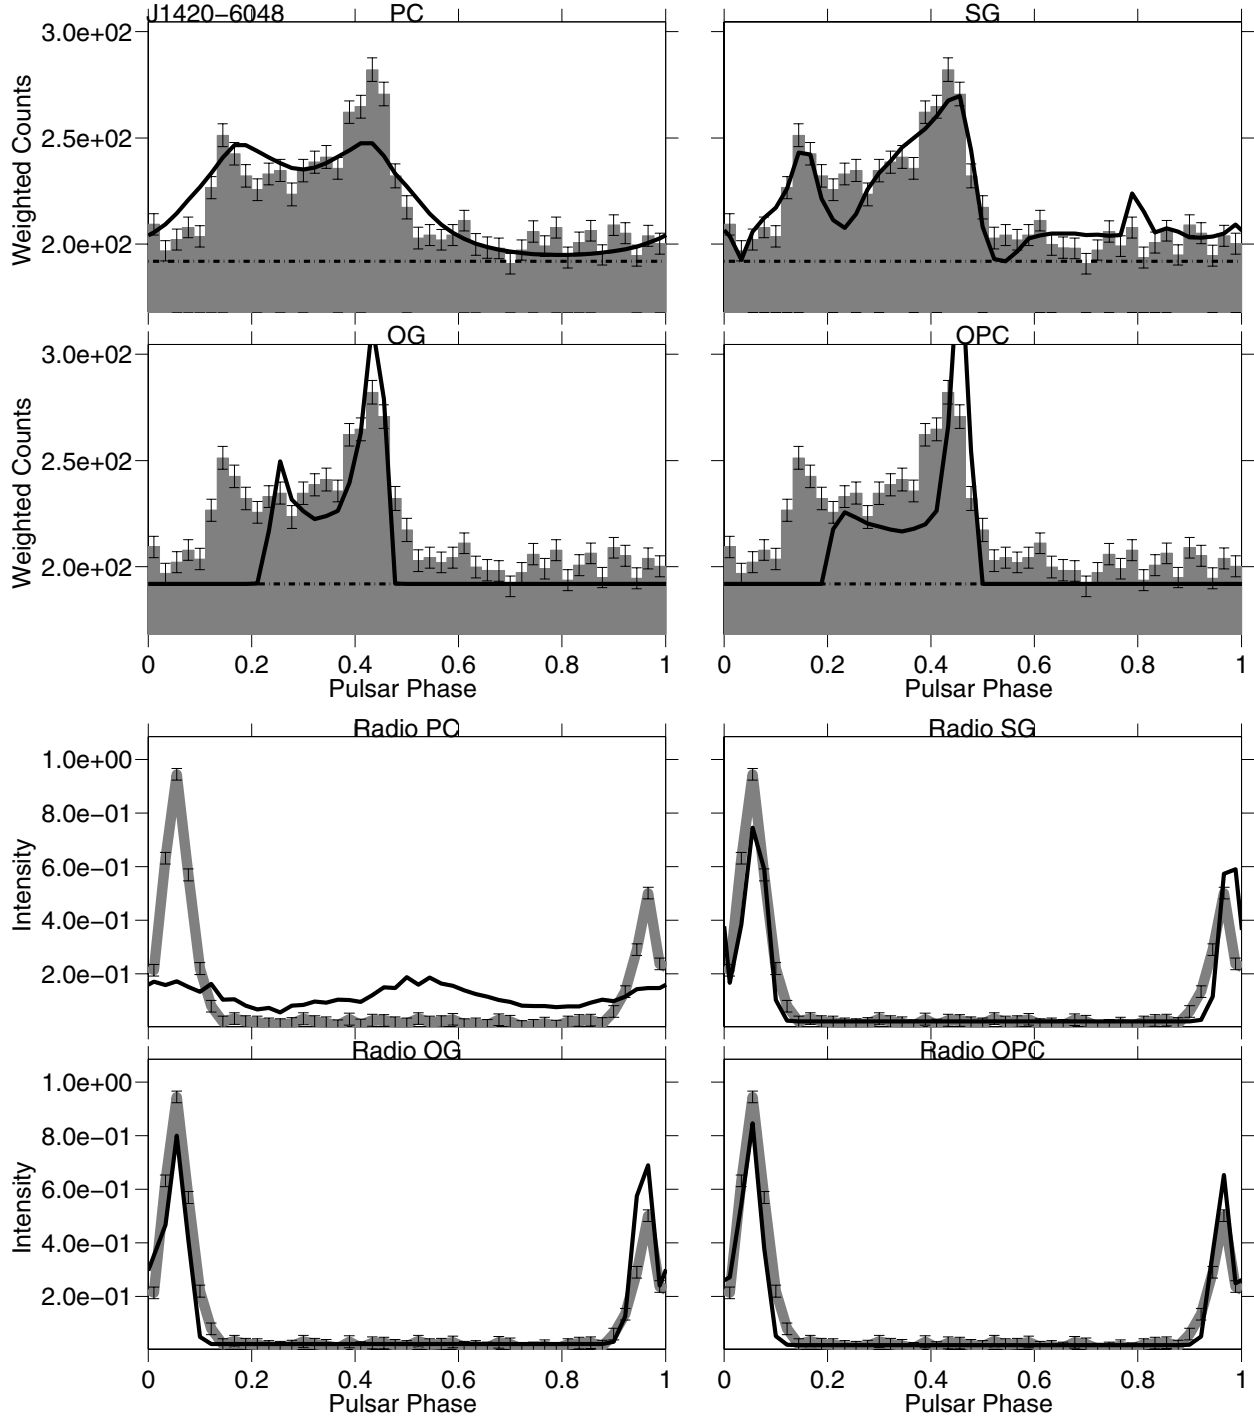 J1420−6048 PC SG
3.0e+02
2.5e+02
2.0e+02
Weighted Counts
OG OPC
3.0e+02
2.5e+02
2.0e+02
Weighted Counts
0 0.2 0.4 0.6 0.8 1 0 0.2 0.4 0.6 0.8 1
Pulsar Phase Pulsar Phase
Radio PC Radio SG
1.0e+00
8.0e−01
6.0e−01
4.0e−01
2.0e−01
Intensity
Radio OG Radio OPC
1.0e+00
8.0e−01
6.0e−01
4.0e−01
2.0e−01
Intensity
0 0.2 0.4 0.6 0.8 1 0 0.2 0.4 0.6 0.8 1
Pulsar Phase Pulsar Phase